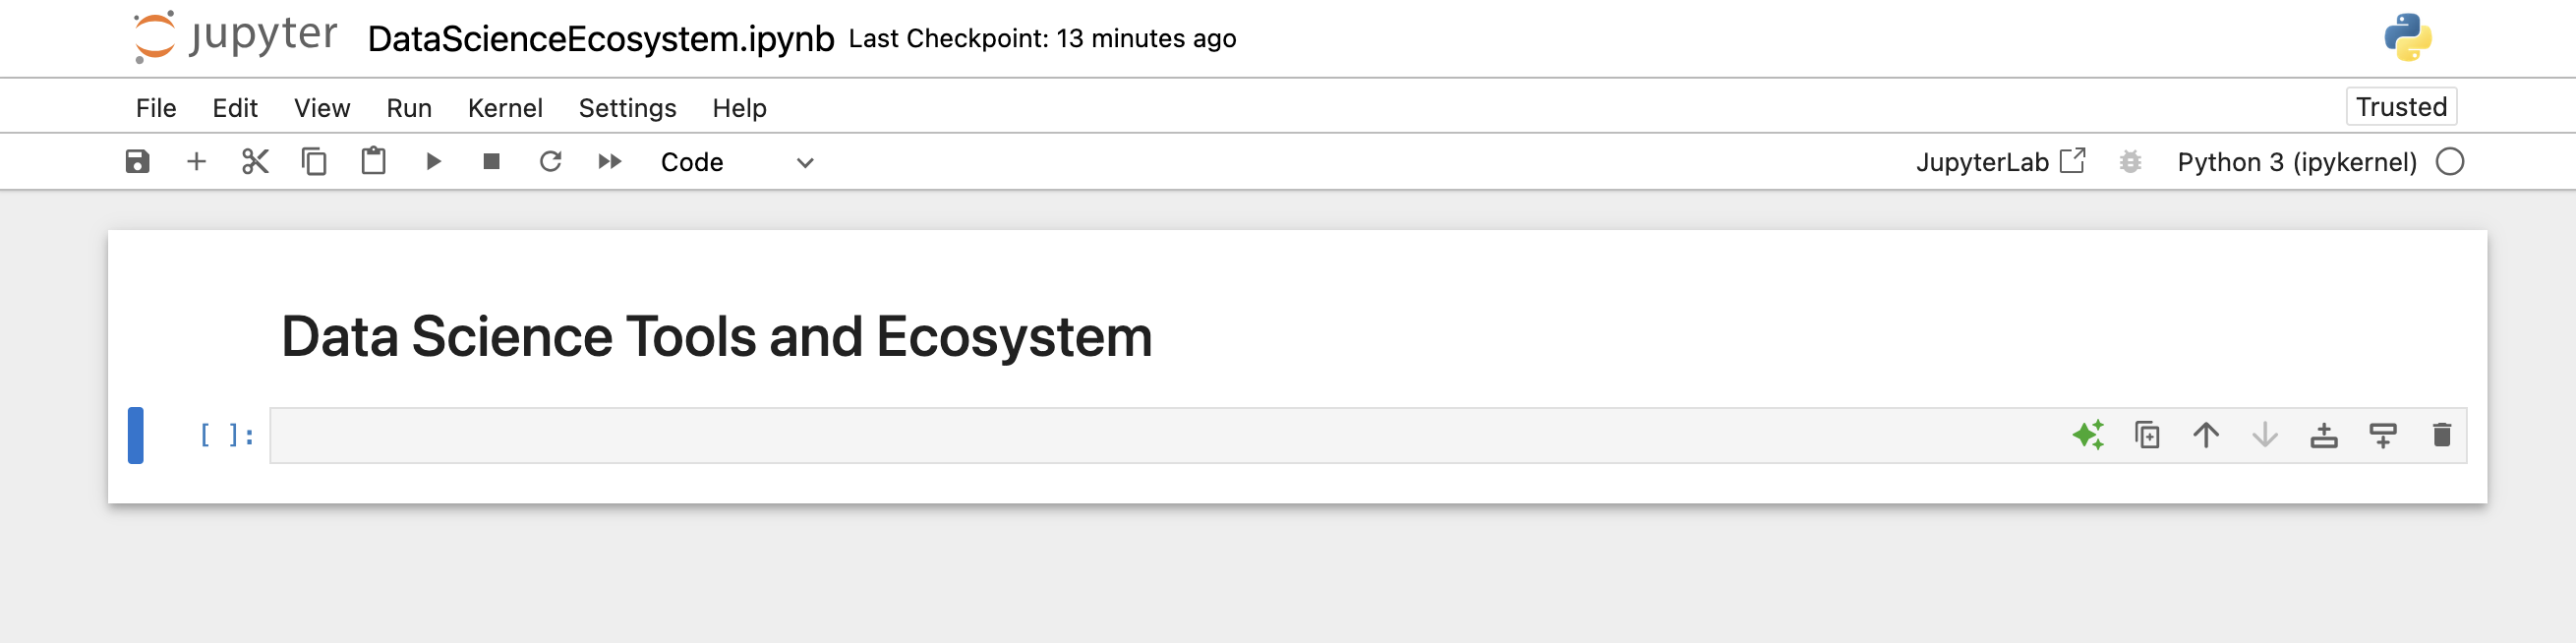 jupyter DataScienceEcosystem.ipynb Last Checkpoint: 13 minutes ago
File Edit View Run Kernel Settings Help Trusted
Code JupyterLab Python 3 (ipykernel)
Data Science Tools and Ecosystem
[ ]: